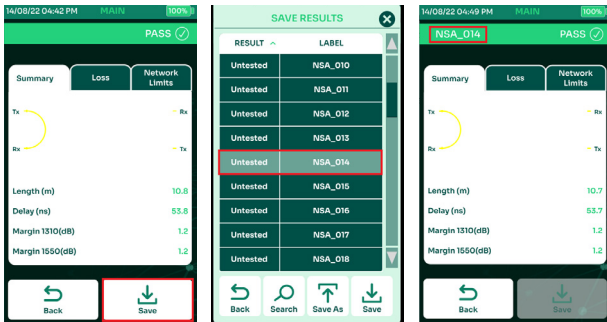 14/08/22 04:42 PM MAIN 100%
PASS
Summary Loss Network Limits
Tx Rx
Rx Tx
Length (m) 10.8
Delay (ns) 53.8
Margin 1310(dB) 1.2
Margin 1550(dB) 1.2
Back Save
SAVE RESULTS
RESULT LABEL
Untested NSA_010
Untested NSA_011
Untested NSA_012
Untested NSA_013
Untested NSA_014
Untested NSA_015
Untested NSA_016
Untested NSA_017
Untested NSA_018
Back Search Save As Save
14/08/22 04:49 PM MAIN 100%
NSA_014 PASS
Summary Loss Network Limits
Tx Rx
Rx Tx
Length (m) 10.7
Delay (ns) 53.7
Margin 1310(dB) 1.2
Margin 1550(dB) 1.2
Back Save